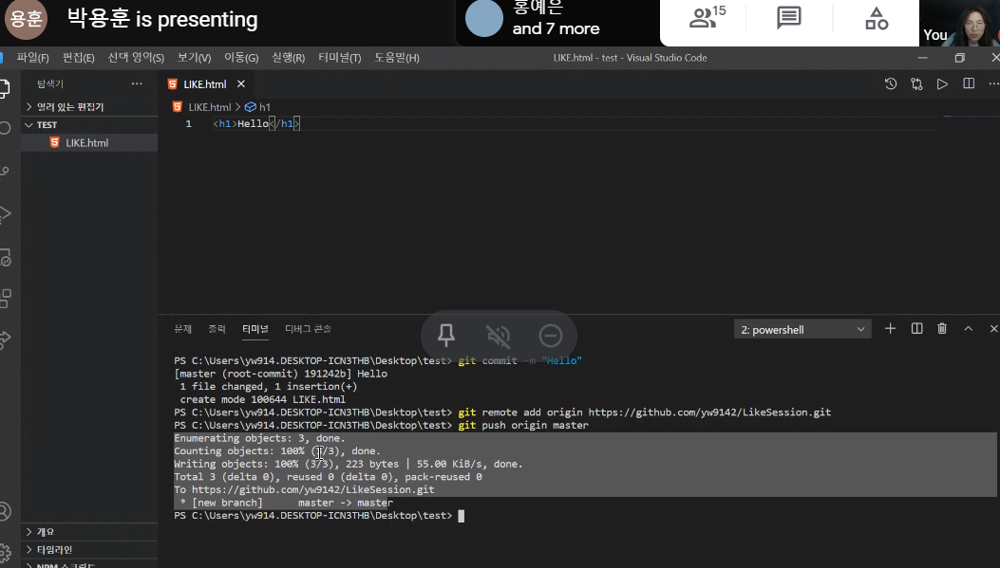 용훈
박용훈 is presenting
홍예은
and 7 more
15
You
파일(F) 편집(E) 선택 영역(S) 보기(V) 이동(G) 실행(R) 터미널(T) 도움말(H)
LIKE.html - test - Visual Studio Code
탐색기 ···
LIKE.html
열려 있는 편집기
LIKE.html > h1
TEST
1 <h1>Hello</h1>
LIKE.html
문제 출력 터미널 디버그 콘솔
2: powershell
PS C:\Users\yw914.DESKTOP-ICN3THB\Desktop\test> git commit -m "Hello"
[master (root-commit) 191242b] Hello
1 file changed, 1 insertion(+)
create mode 100644 LIKE.html
PS C:\Users\yw914.DESKTOP-ICN3THB\Desktop\test> git remote add origin https://github.com/yw9142/LikeSession.git
PS C:\Users\yw914.DESKTOP-ICN3THB\Desktop\test> git push origin master
Enumerating objects: 3, done.
Counting objects: 100% (3/3), done.
Writing objects: 100% (3/3), 223 bytes | 55.00 KiB/s, done.
Total 3 (delta 0), reused 0 (delta 0), pack-reused 0
To https://github.com/yw9142/LikeSession.git
* [new branch] master -> master
PS C:\Users\yw914.DESKTOP-ICN3THB\Desktop\test>
개요
타임라인
NPM 스크립트